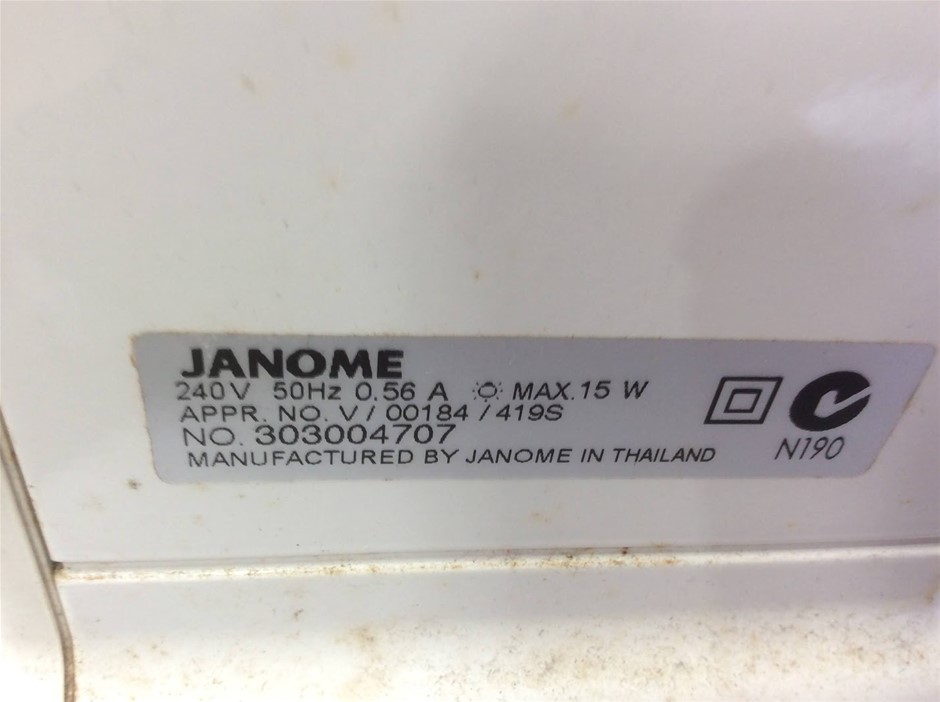 JANOME
240V 50Hz 0.56 A MAX. 15 W
APPR. NO. V / 00184 / 419S
NO. 303004707
MANUFACTURED BY JANOME IN THAILAND
N190